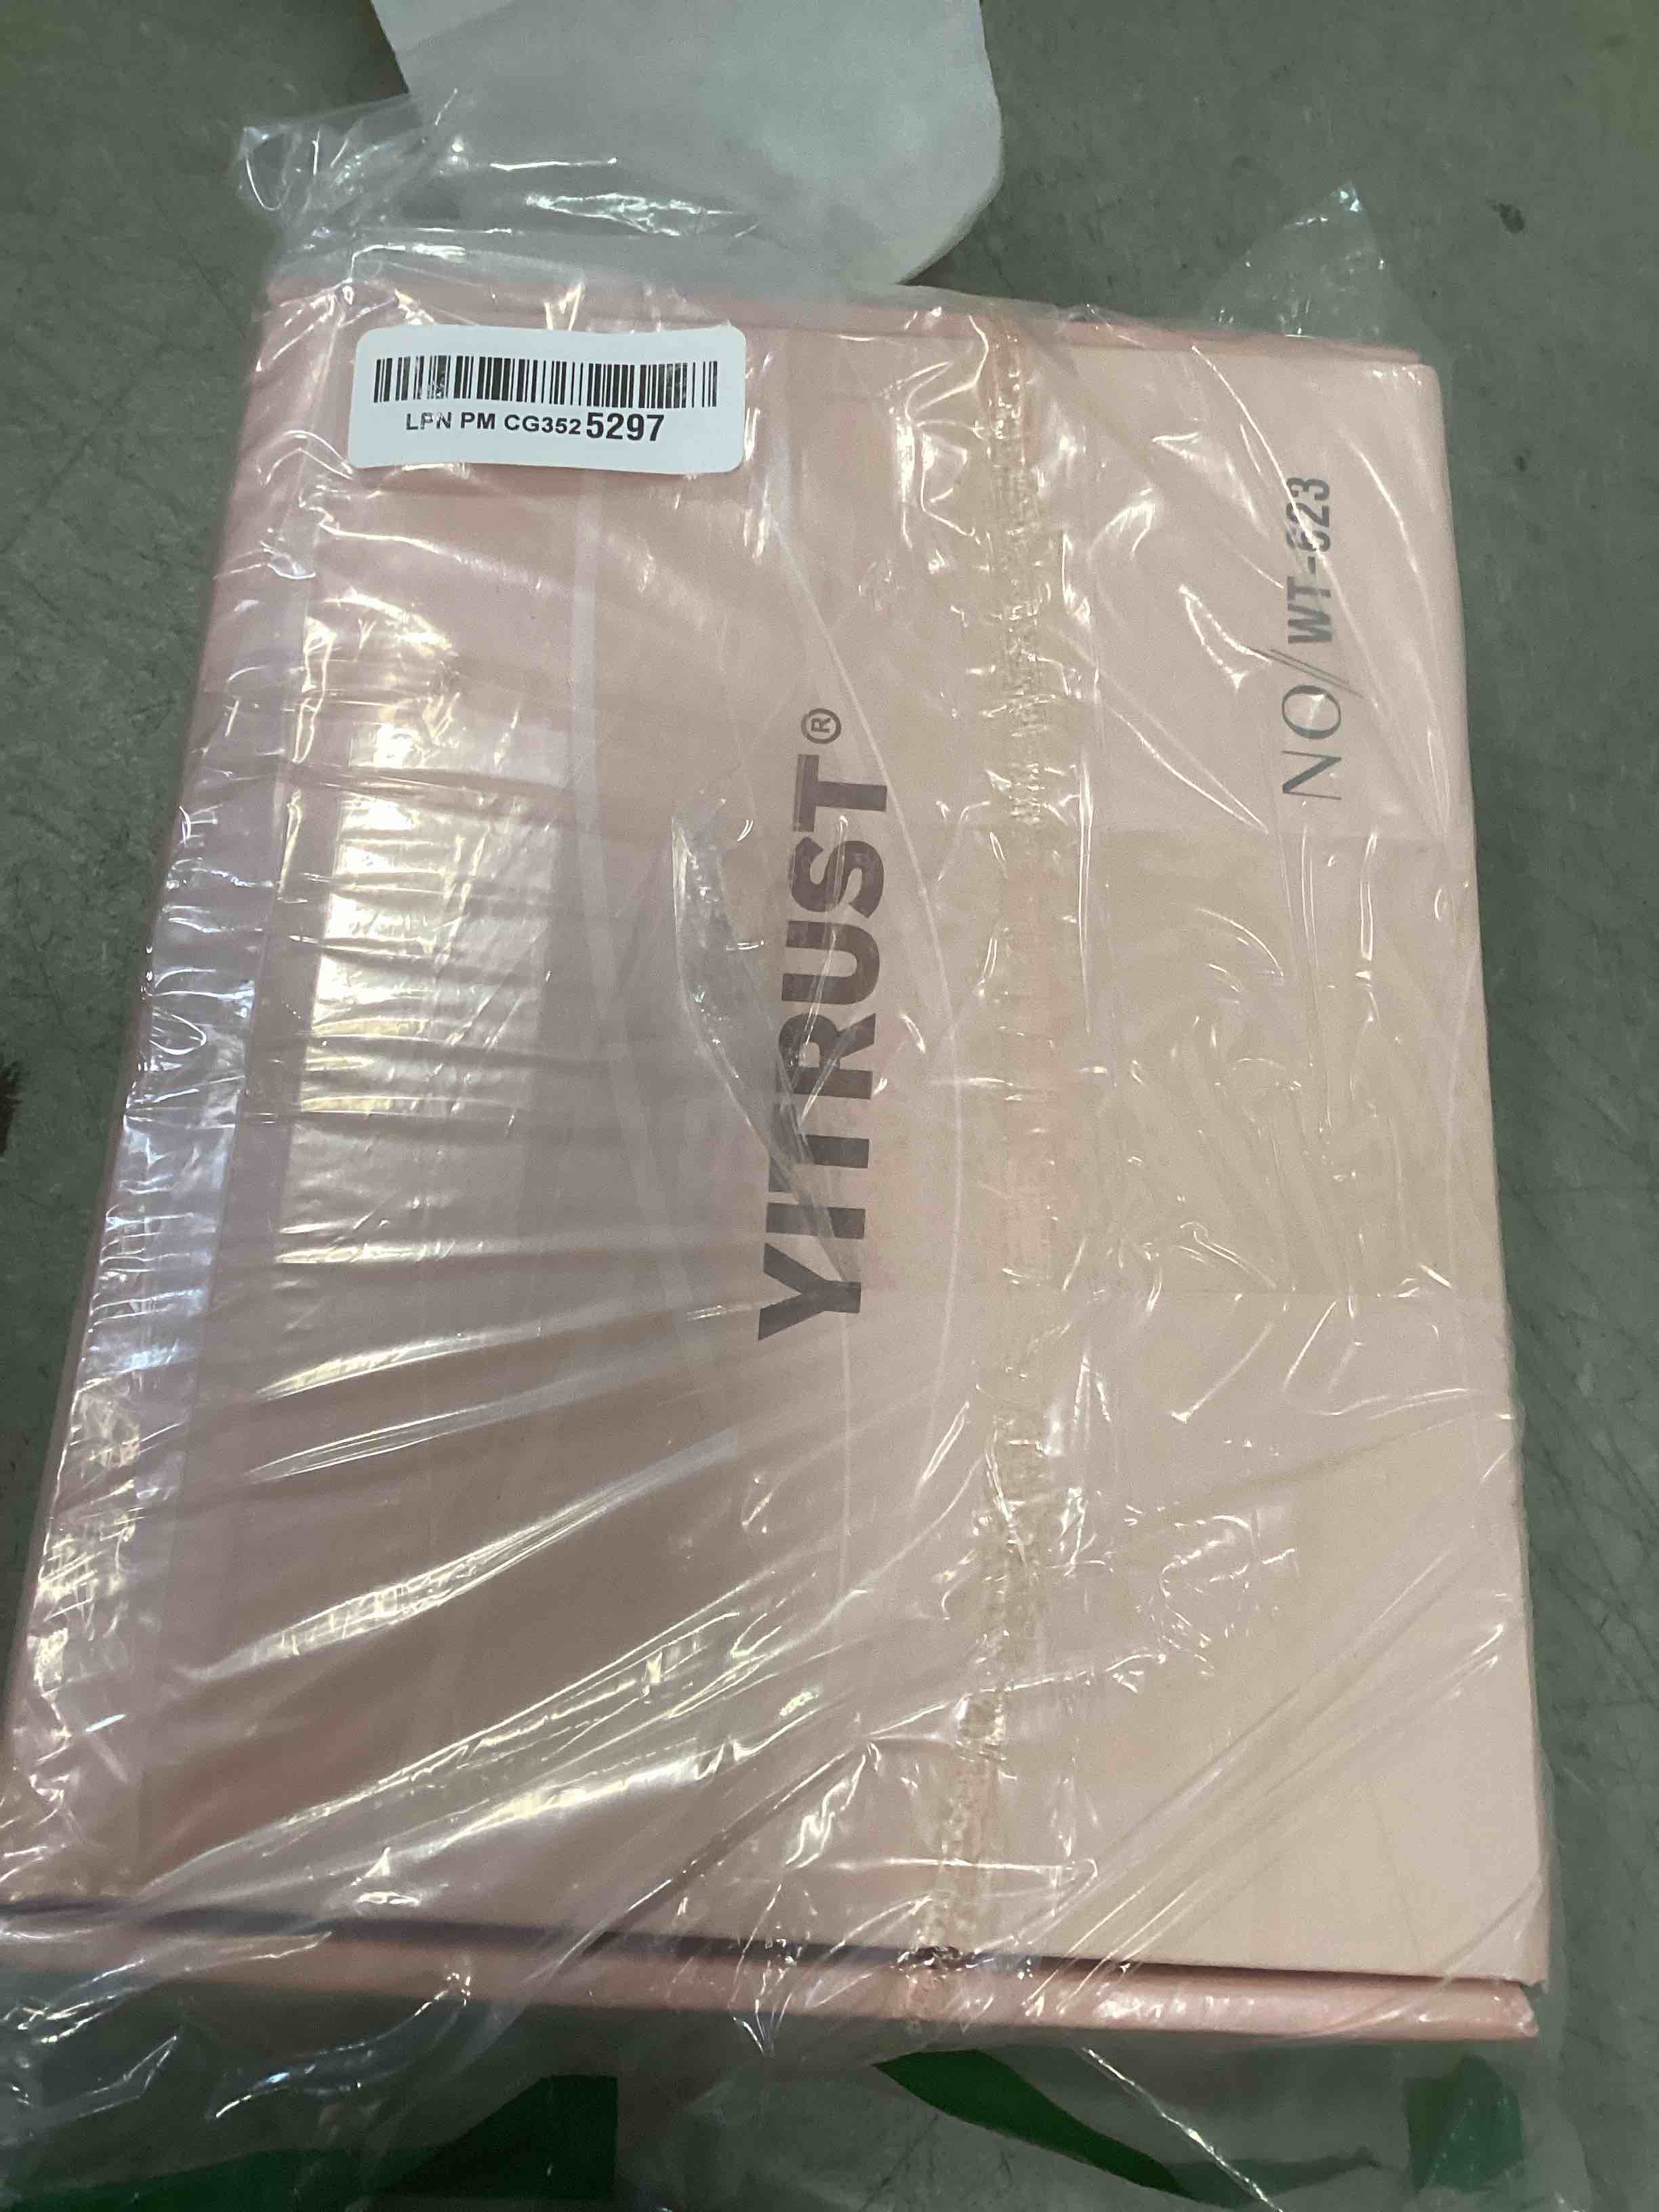 LPN PM CG3525297
YITRUST®
NO//WT-623